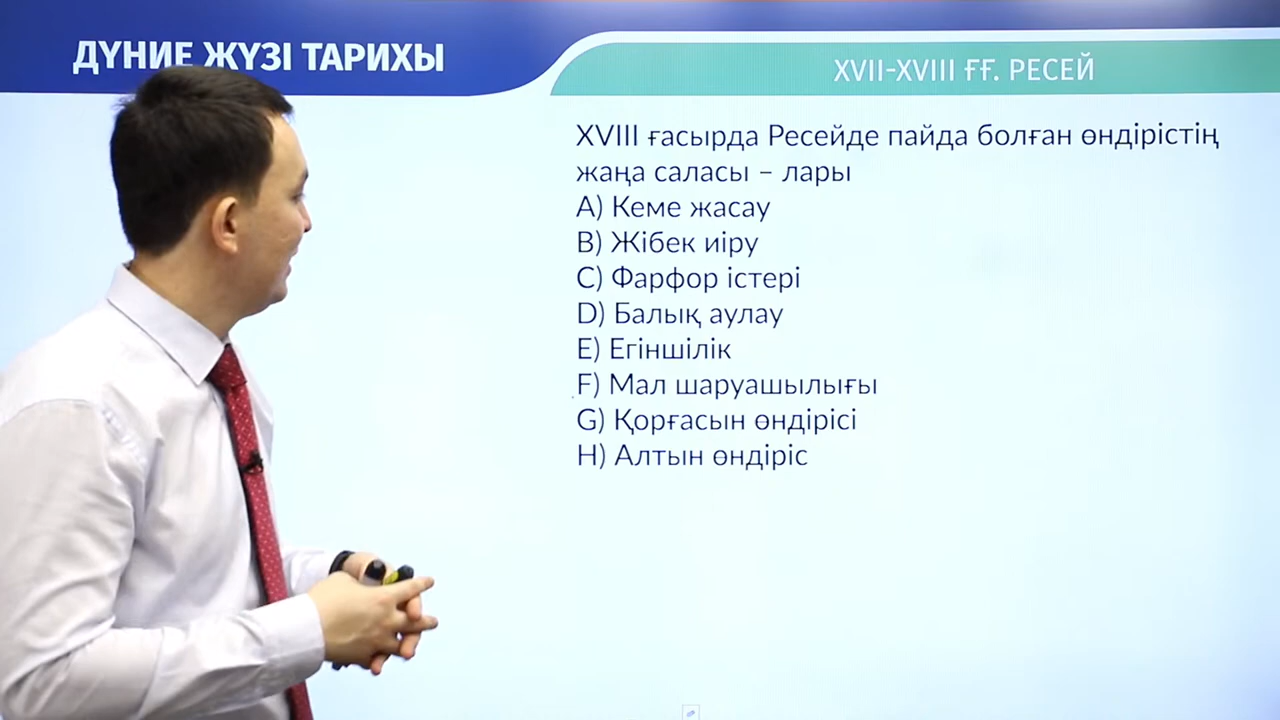 ДҮНИЕ ЖҮЗІ ТАРИХЫ
XVII-XVIII ҒҒ. РЕСЕЙ
XVIII ғасырда Ресейде пайда болған өндірістің
жаңа саласы – лары
A) Кеме жасау
B) Жібек иіру
C) Фарфор істері
D) Балық аулау
E) Егіншілік
F) Мал шаруашылығы
G) Қорғасын өндірісі
H) Алтын өндіріс